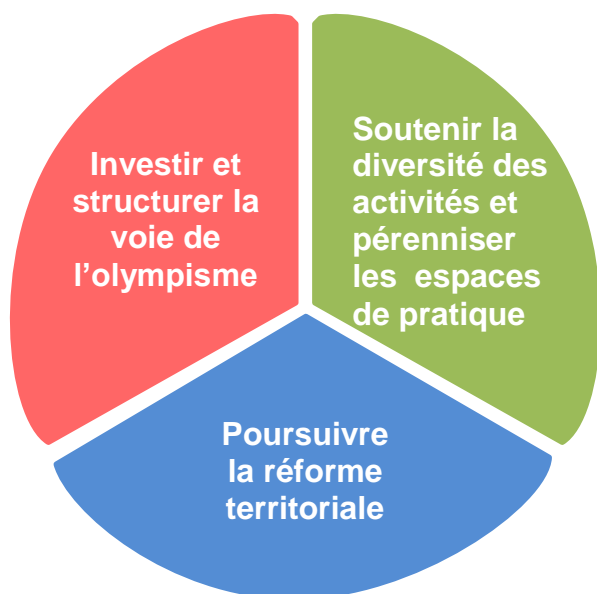 Investir et
structurer la
voie de
l’olympisme
Soutenir la
diversité des
activités et
pérenniser
les  espaces
de pratique
Poursuivre
la réforme
territoriale